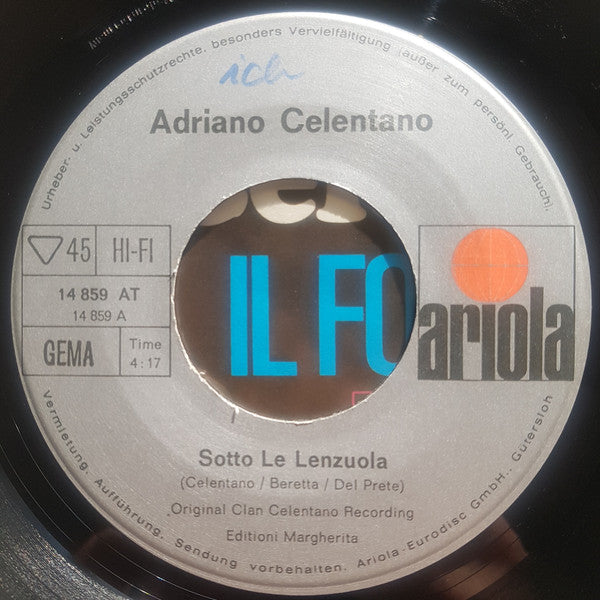 Urheber- u. Leistungsschutzrechte, besonders Vervielfältigung (außer zum persönl. Gebrauch),
ich
Adriano Celentano
45 HI-FI
14 859 AT
14 859 A
GEMA
Time
4:17
IL FO
ariola
Sotto Le Lenzuola
(Celentano / Beretta / Del Prete)
Original Clan Celentano Recording
Editioni Margherita
Vermietung, Aufführung, Sendung vorbehalten. Ariola-Eurodisc GmbH., Gütersloh